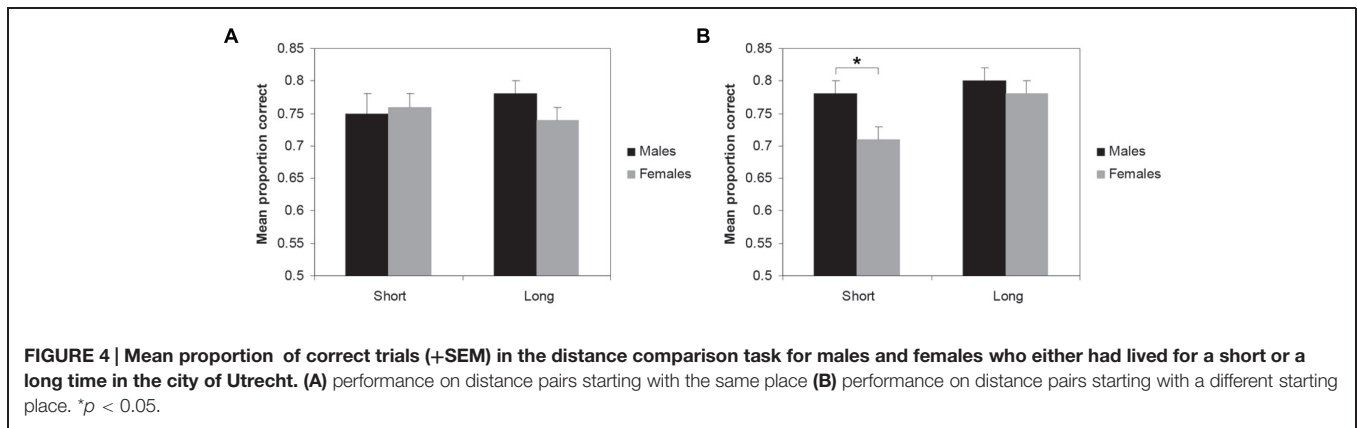 A
Mean proportion correct
0.85
0.8
0.75
0.7
0.65
0.6
0.55
0.5
Short Long
Males
Females
B
Mean proportion correct
0.85
0.8
0.75
0.7
0.65
0.6
0.55
0.5
*
Short Long
Males
Females
FIGURE 4 | Mean proportion of correct trials (+SEM) in the distance comparison task for males and females who either had lived for a short or a
long time in the city of Utrecht. (A) performance on distance pairs starting with the same place (B) performance on distance pairs starting with a different starting
place. *p < 0.05.